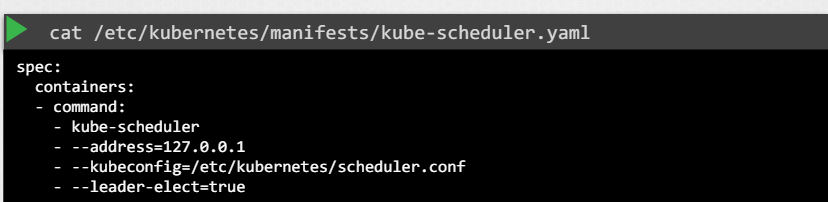 cat /etc/kubernetes/manifests/kube-scheduler.yaml
spec:
  containers:
  - command:
    - kube-scheduler
    - --address=127.0.0.1
    - --kubeconfig=/etc/kubernetes/scheduler.conf
    - --leader-elect=true